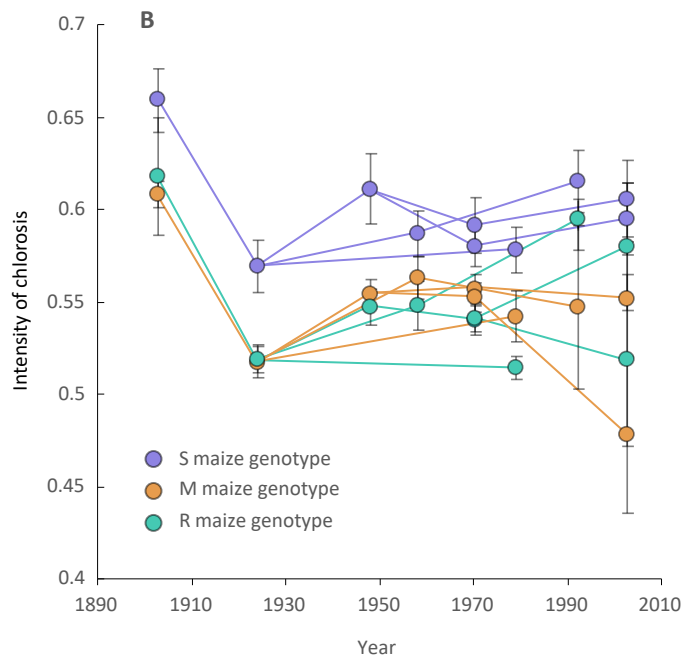 B
0.7
0.65
0.6
0.55
0.5
0.45
0.4
Intensity of chlorosis
S maize genotype
M maize genotype
R maize genotype
1890 1910 1930 1950 1970 1990 2010
Year